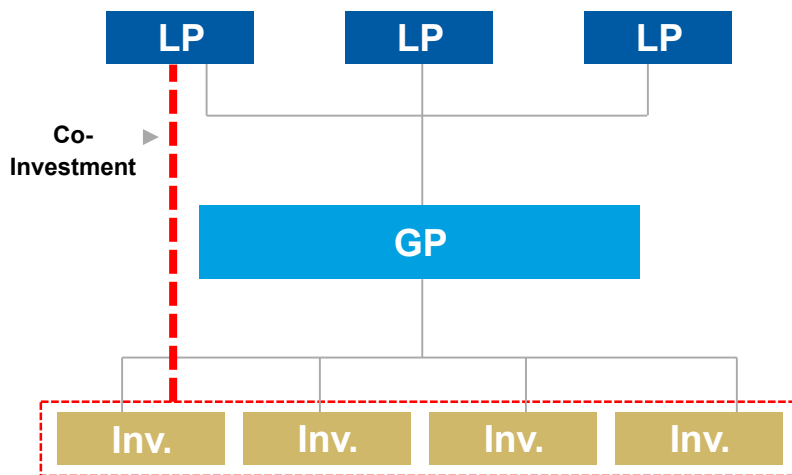 LP LP LP
Co-
Investment
GP
Inv. Inv. Inv. Inv.